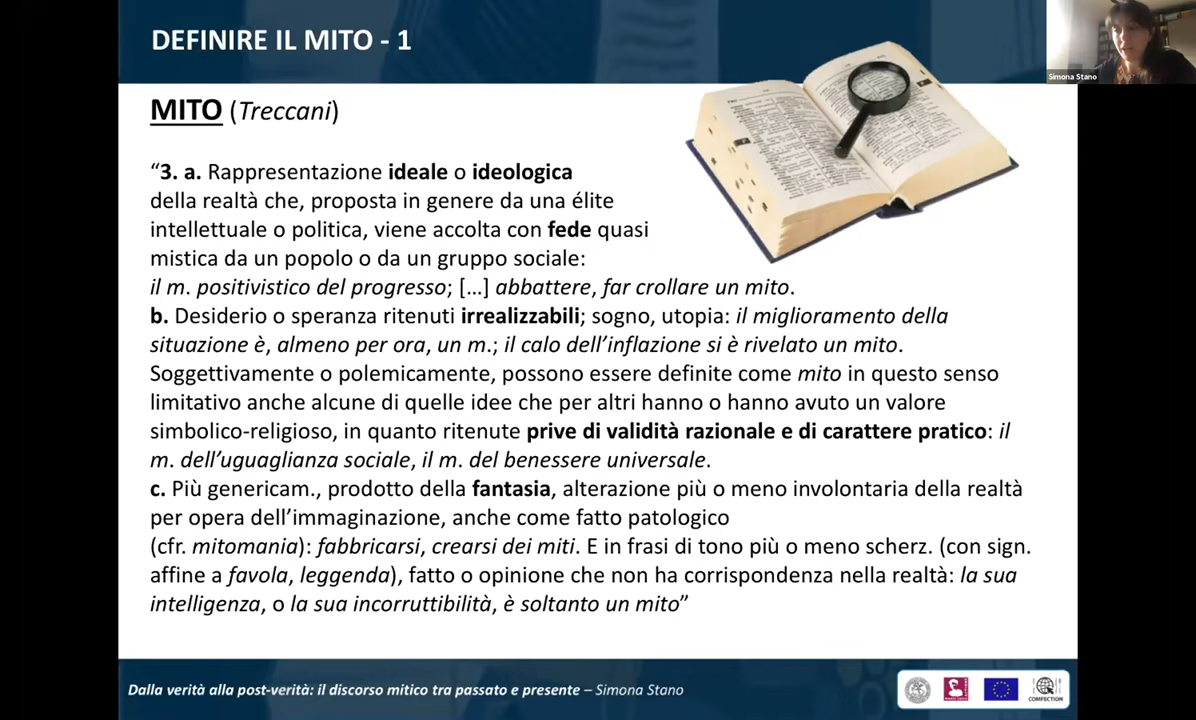 DEFINIRE IL MITO - 1
Simona Stano
MITO (Treccani)
“3. a. Rappresentazione ideale o ideologica
della realtà che, proposta in genere da una élite
intellettuale o politica, viene accolta con fede quasi
mistica da un popolo o da un gruppo sociale:
il m. positivistico del progresso; [...] abbattere, far crollare un mito.
b. Desiderio o speranza ritenuti irrealizzabili; sogno, utopia: il miglioramento della
situazione è, almeno per ora, un m.; il calo dell’inflazione si è rivelato un mito.
Soggettivamente o polemicamente, possono essere definite come mito in questo senso
limitativo anche alcune di quelle idee che per altri hanno o hanno avuto un valore
simbolico-religioso, in quanto ritenute prive di validità razionale e di carattere pratico: il
m. dell’uguaglianza sociale, il m. del benessere universale.
c. Più genericam., prodotto della fantasia, alterazione più o meno involontaria della realtà
per opera dell’immaginazione, anche come fatto patologico
(cfr. mitomania): fabbricarsi, crearsi dei miti. E in frasi di tono più o meno scherz. (con sign.
affine a favola, leggenda), fatto o opinione che non ha corrispondenza nella realtà: la sua
intelligenza, o la sua incorruttibilità, è soltanto un mito”
Dalla verità alla post-verità: il discorso mitico tra passato e presente – Simona Stano
COMFECTION